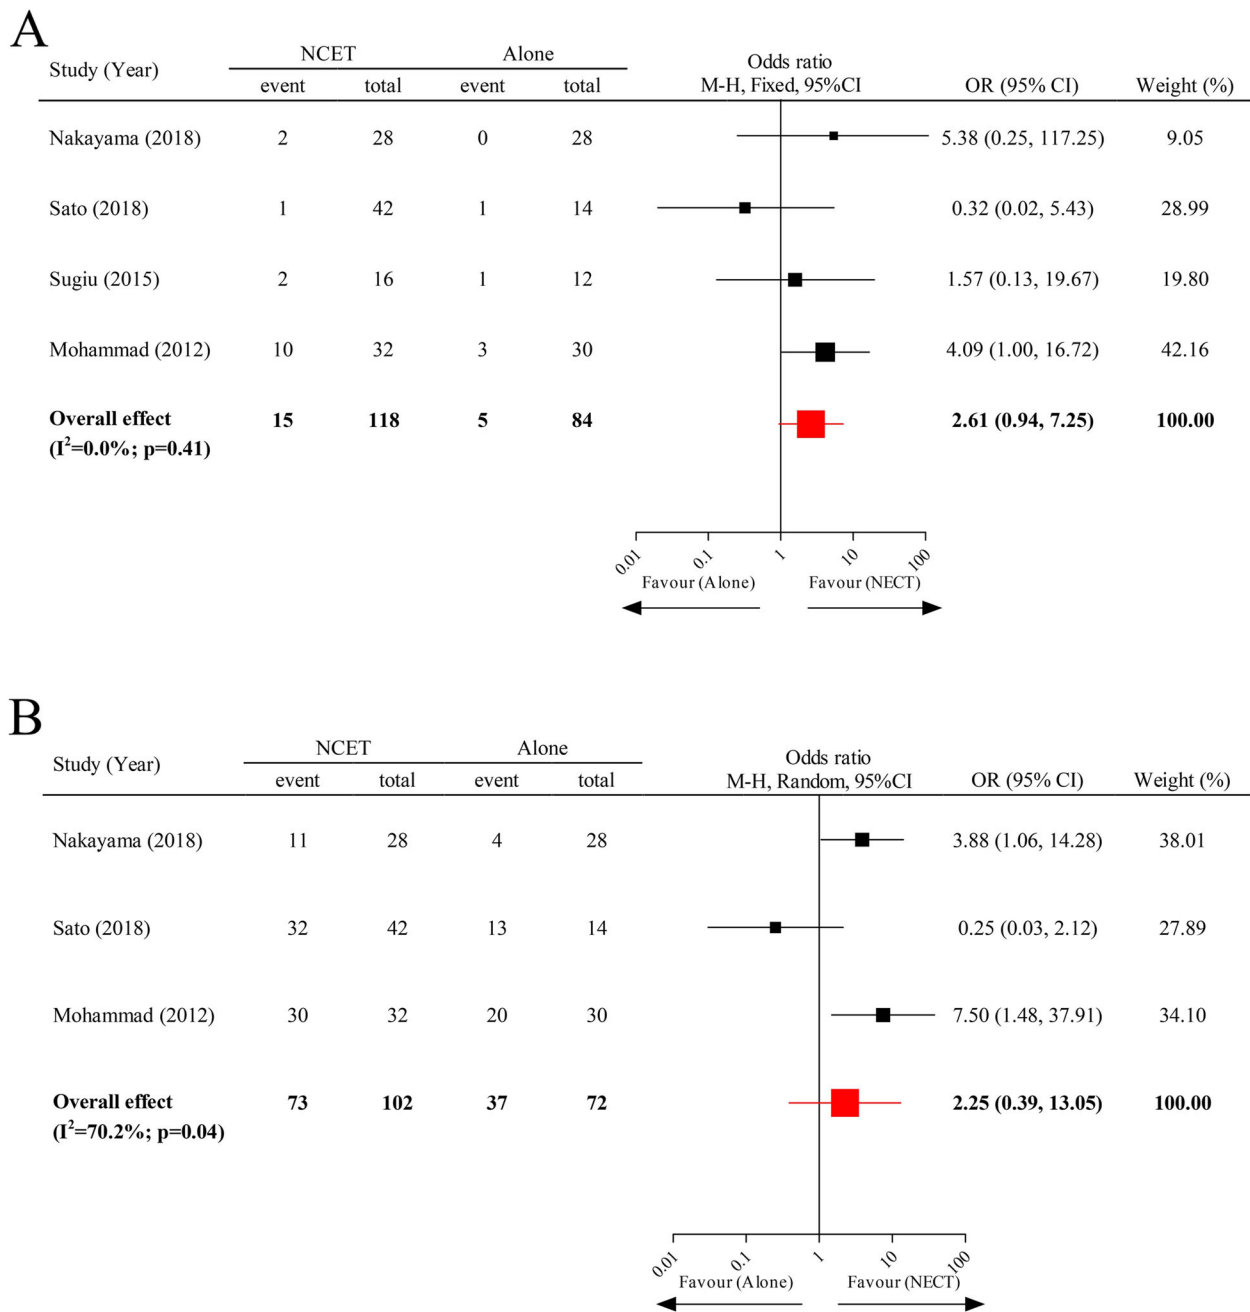 A
Study (Year) NCET Alone Odds ratio
M-H, Fixed, 95%CI OR (95% CI) Weight (%)
event total event total
Nakayama (2018) 2 28 0 28 5.38 (0.25, 117.25) 9.05
Sato (2018) 1 42 1 14 0.32 (0.02, 5.43) 28.99
Sugiu (2015) 2 16 1 12 1.57 (0.13, 19.67) 19.80
Mohammad (2012) 10 32 3 30 4.09 (1.00, 16.72) 42.16
Overall effect 15 118 5 84 2.61 (0.94, 7.25) 100.00
(I²=0.0%; p=0.41)
0.01 0.1 1 10 100
Favour (Alone) Favour (NECT)
B
Study (Year) NCET Alone Odds ratio
M-H, Random, 95%CI OR (95% CI) Weight (%)
event total event total
Nakayama (2018) 11 28 4 28 3.88 (1.06, 14.28) 38.01
Sato (2018) 32 42 13 14 0.25 (0.03, 2.12) 27.89
Mohammad (2012) 30 32 20 30 7.50 (1.48, 37.91) 34.10
Overall effect 73 102 37 72 2.25 (0.39, 13.05) 100.00
(I²=70.2%; p=0.04)
0.01 0.1 1 10 100
Favour (Alone) Favour (NECT)